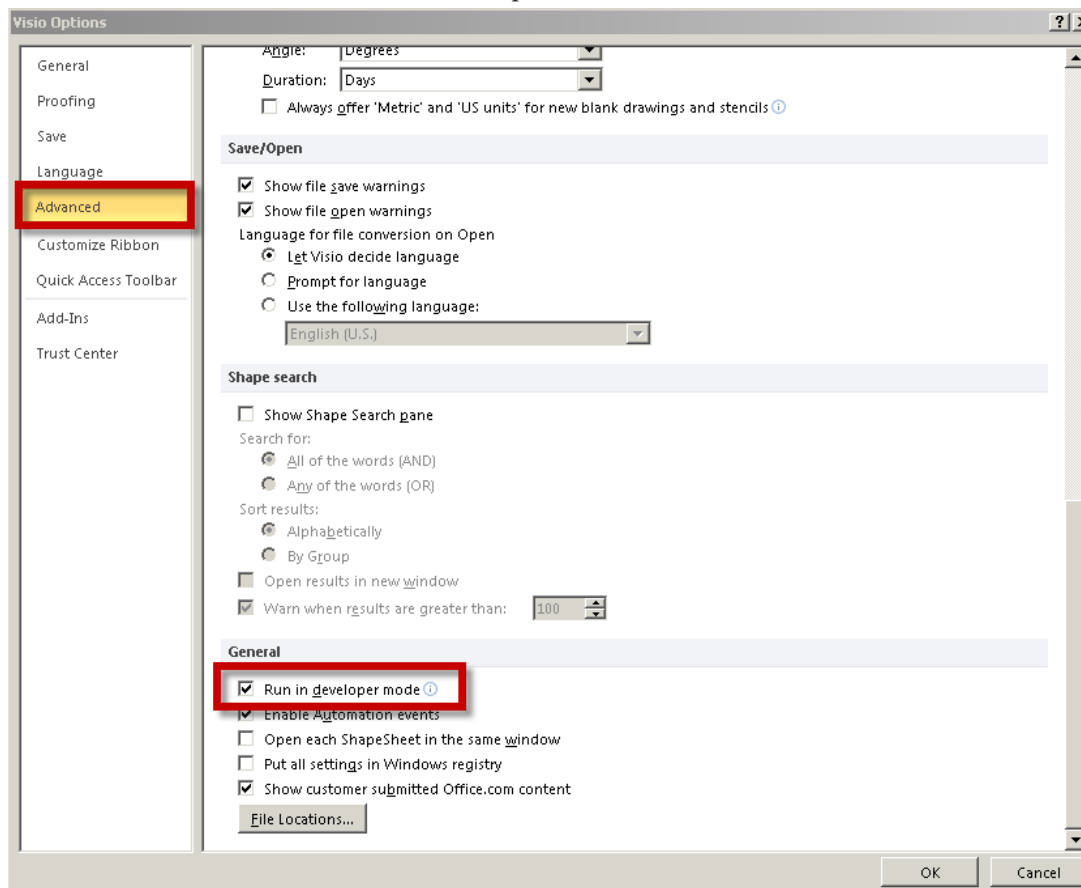 Visio Options
General
Proofing
Save
Language
Advanced
Customize Ribbon
Quick Access Toolbar
Add-Ins
Trust Center
Angle: Degrees
Duration: Days
Always offer 'Metric' and 'US units' for new blank drawings and stencils
Save/Open
Show file save warnings
Show file open warnings
Language for file conversion on Open
Let Visio decide language
Prompt for language
Use the following language:
English (U.S.)
Shape search
Show Shape Search pane
Search for:
All of the words (AND)
Any of the words (OR)
Sort results:
Alphabetically
By Group
Open results in new window
Warn when results are greater than: 100
General
Run in developer mode
Enable Automation events
Open each ShapeSheet in the same window
Put all settings in Windows registry
Show customer submitted Office.com content
File Locations...
OK Cancel